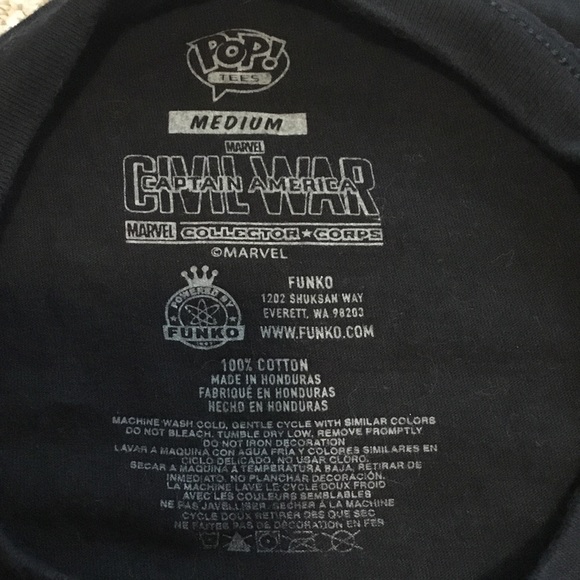 POP!
TEES
MEDIUM
MARVEL
CIVIL WAR
CAPTAIN AMERICA
MARVEL COLLECTOR★CORPS
©MARVEL
POWERED BY
FUNKO
FUNKO
1202 SHUKSAN WAY
EVERETT, WA 98203
WWW.FUNKO.COM
100% COTTON
MADE IN HONDURAS
FABRIQUÉ EN HONDURAS
HECHO EN HONDURAS
MACHINE WASH COLD, GENTLE CYCLE WITH SIMILAR COLORS
DO NOT BLEACH. TUMBLE DRY LOW, REMOVE PROMPTLY
DO NOT IRON DECORATION
LAVAR A MAQUINA CON AGUA FRÍA Y COLORES SIMILARES EN
CICLO DELICADO. NO USAR CLORO.
SECAR A MAQUINA A TEMPERATURA BAJA, RETIRAR DE
INMEDIATO. NO PLANCHAR DECORACIÓN.
LA MACHINE LAVE LE CYCLE DOUX FROID
AVEC LES COULEURS SEMBLABLES
NE PAS JAVELLISER. SÉCHER A LA MACHINE
CYCLE DOUX RETIRER DES QUE SEC
NE FAITES PAS DE DECORATION EN FER